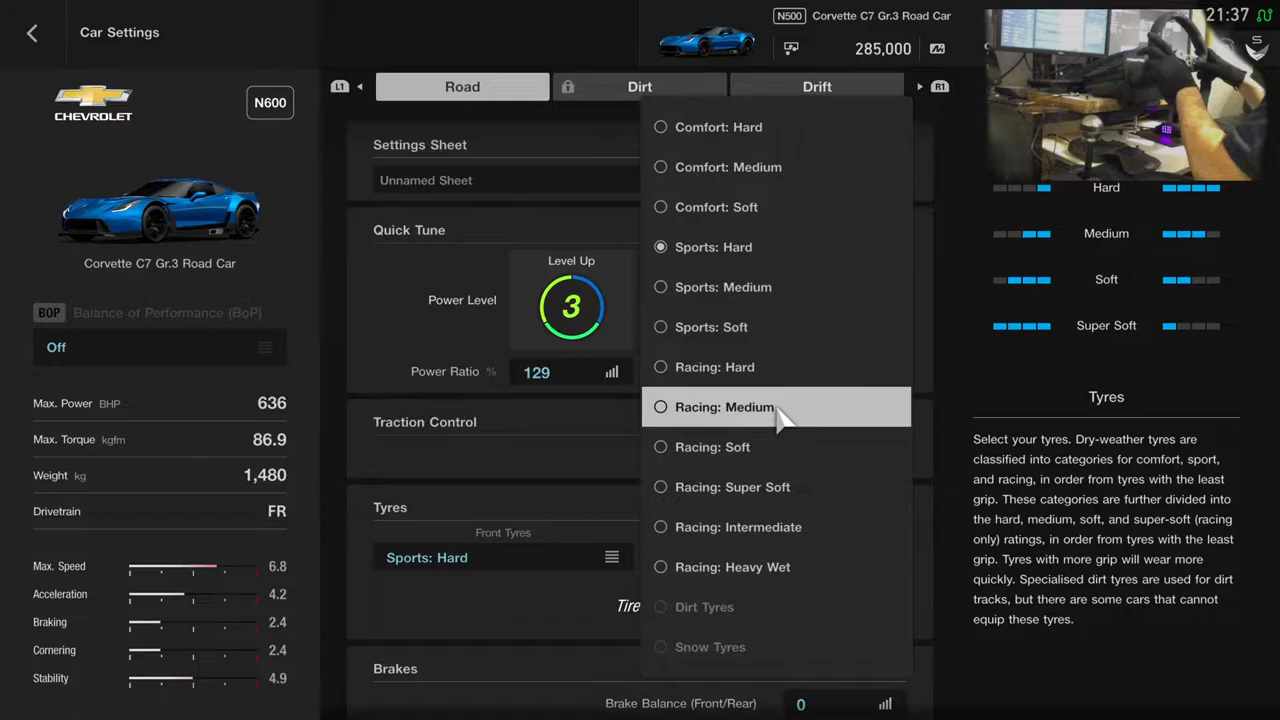 Car Settings
N500 Corvette C7 Gr.3 Road Car
285,000
21:37
CHEVROLET
N600
Corvette C7 Gr.3 Road Car
BOP Balance of Performance (BoP)
Off
Max. Power BHP 636
Max. Torque kgfm 86.9
Weight kg 1,480
Drivetrain FR
Max. Speed 6.8
Acceleration 4.2
Braking 2.4
Cornering 2.4
Stability 4.9
L1 Road Dirt Drift R1
Settings Sheet
Unnamed Sheet
Quick Tune
Level Up
Power Level 3
Power Ratio % 129
Traction Control
Tyres
Front Tyres
Sports: Hard
Tire
Brakes
Brake Balance (Front/Rear) 0
Comfort: Hard
Comfort: Medium
Comfort: Soft
Sports: Hard
Sports: Medium
Sports: Soft
Racing: Hard
Racing: Medium
Racing: Soft
Racing: Super Soft
Racing: Intermediate
Racing: Heavy Wet
Dirt Tyres
Snow Tyres
Hard
Medium
Soft
Super Soft
Tyres
Select your tyres. Dry-weather tyres are
classified into categories for comfort, sport,
and racing, in order from tyres with the least
grip. These categories are further divided into
the hard, medium, soft, and super-soft (racing
only) ratings, in order from tyres with the least
grip. Tyres with more grip will wear more
quickly. Specialised dirt tyres are used for dirt
tracks, but there are some cars that cannot
equip these tyres.